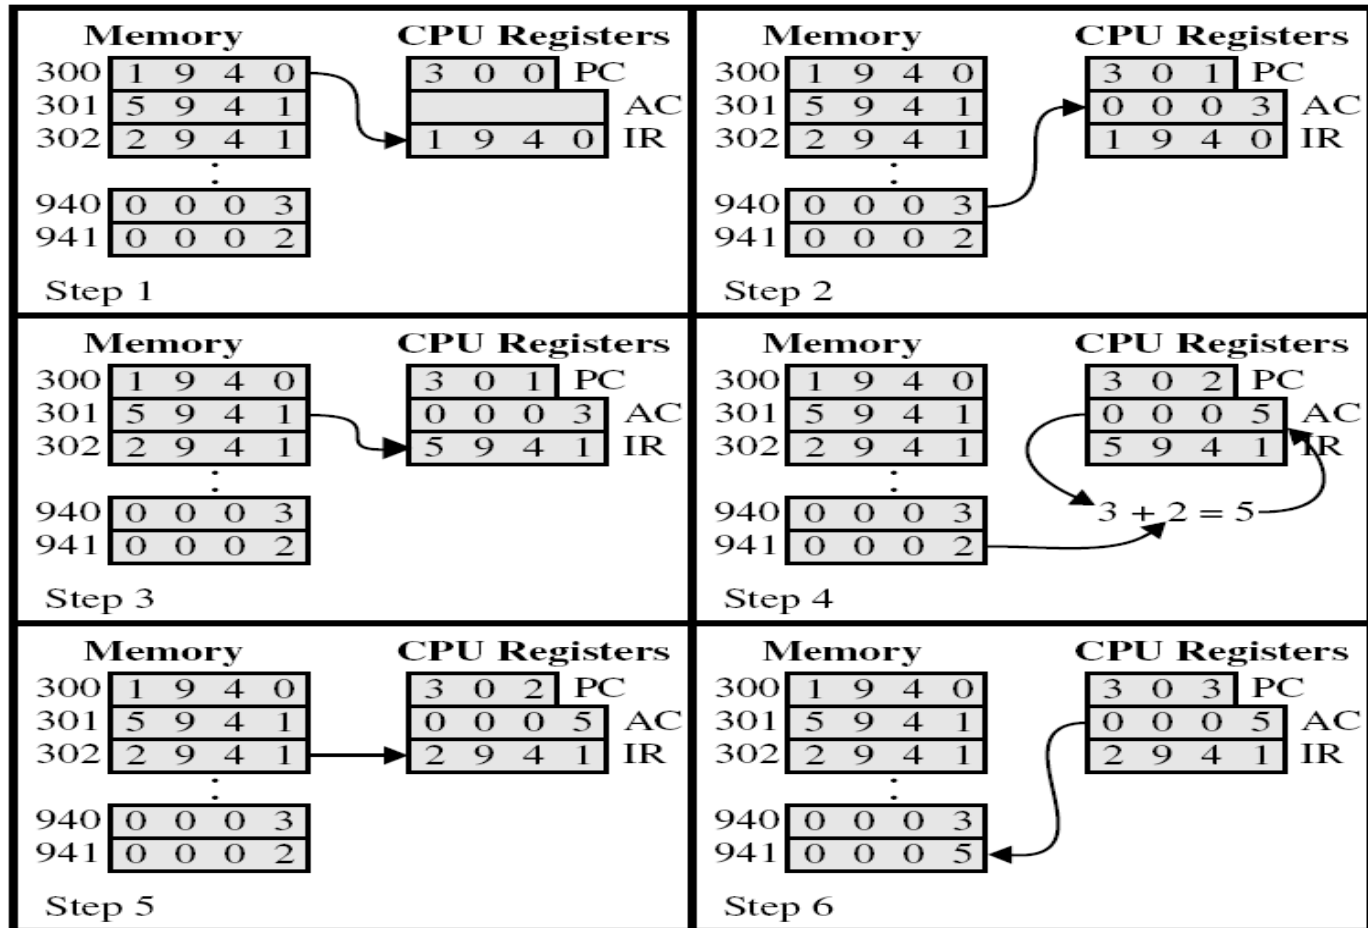 Memory CPU Registers
300 1 9 4 0 3 0 0 PC
301 5 9 4 1 AC
302 2 9 4 1 1 9 4 0 IR
:
940 0 0 0 3
941 0 0 0 2
Step 1
Memory CPU Registers
300 1 9 4 0 3 0 1 PC
301 5 9 4 1 0 0 0 3 AC
302 2 9 4 1 1 9 4 0 IR
:
940 0 0 0 3
941 0 0 0 2
Step 2
Memory CPU Registers
300 1 9 4 0 3 0 1 PC
301 5 9 4 1 0 0 0 3 AC
302 2 9 4 1 5 9 4 1 IR
:
940 0 0 0 3
941 0 0 0 2
Step 3
Memory CPU Registers
300 1 9 4 0 3 0 2 PC
301 5 9 4 1 0 0 0 5 AC
302 2 9 4 1 5 9 4 1 IR
:
940 0 0 0 3 3 + 2 = 5
941 0 0 0 2
Step 4
Memory CPU Registers
300 1 9 4 0 3 0 2 PC
301 5 9 4 1 0 0 0 5 AC
302 2 9 4 1 2 9 4 1 IR
:
940 0 0 0 3
941 0 0 0 2
Step 5
Memory CPU Registers
300 1 9 4 0 3 0 3 PC
301 5 9 4 1 0 0 0 5 AC
302 2 9 4 1 2 9 4 1 IR
:
940 0 0 0 3
941 0 0 0 5
Step 6